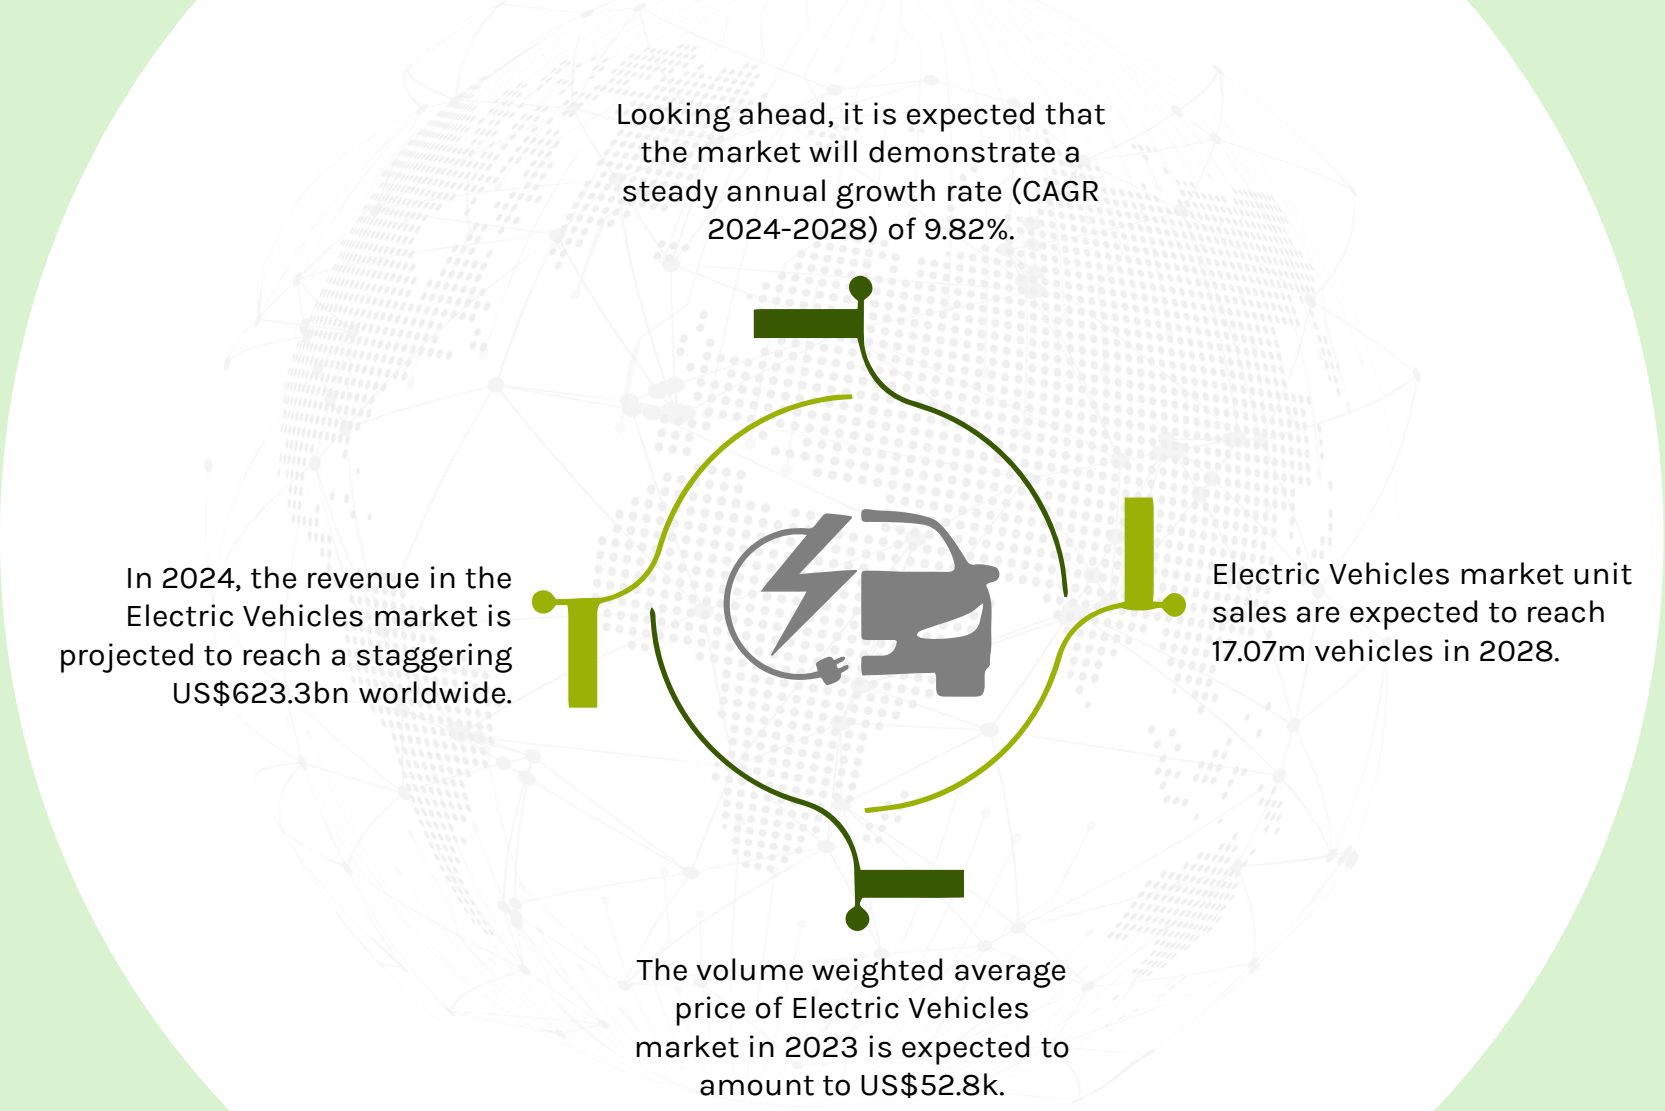 Looking ahead, it is expected that
the market will demonstrate a
steady annual growth rate (CAGR
2024-2028) of 9.82%.
In 2024, the revenue in the
Electric Vehicles market is
projected to reach a staggering
US$623.3bn worldwide.
Electric Vehicles market unit
sales are expected to reach
17.07m vehicles in 2028.
The volume weighted average
price of Electric Vehicles
market in 2023 is expected to
amount to US$52.8k.